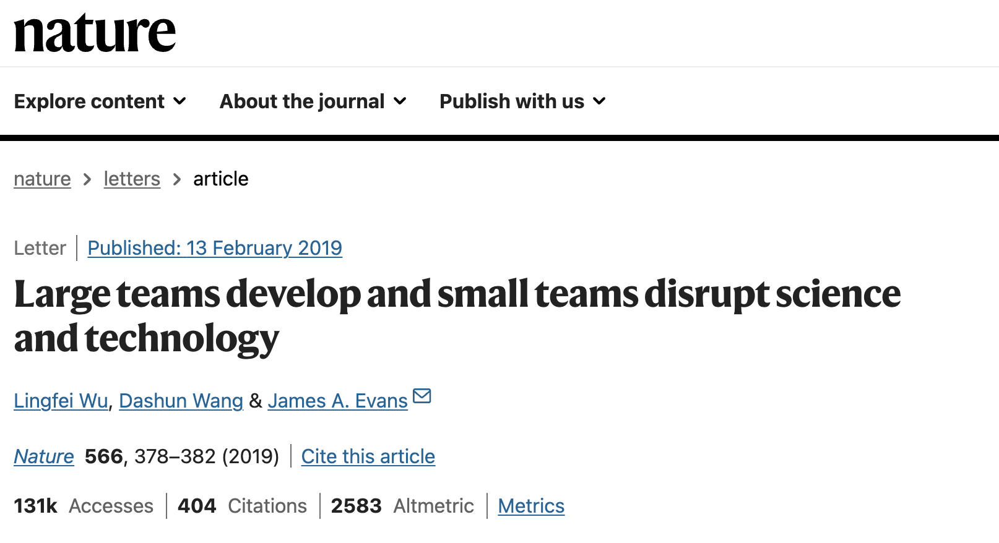 nature
Explore content About the journal Publish with us
nature > letters > article
Letter | Published: 13 February 2019
Large teams develop and small teams disrupt science
and technology
Lingfei Wu, Dashun Wang & James A. Evans
Nature 566, 378–382 (2019) | Cite this article
131k Accesses | 404 Citations | 2583 Altmetric | Metrics